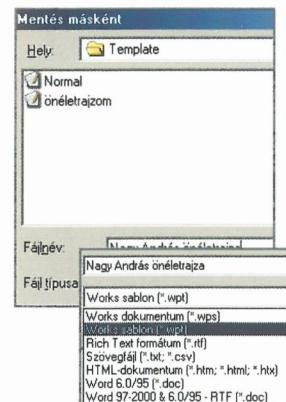 Mentés másként
Hely: Template
Normal
önéletrajzom
Fájlnév: Nagy András önéletrajza
Nagy András önéletrajza
Fájl típusa
Works sablon (*.wpt)
Works dokumentum (*.wps)
Works sablon (*.wpt)
Rich Text formátum (*.rtf)
Szövegfájl (*.txt; *.csv)
HTML-dokumentum (*.htm; *.html; *.htx)
Word 6.0/95 (*.doc)
Word 97-2000 & 6.0/95 - RTF (*.doc)